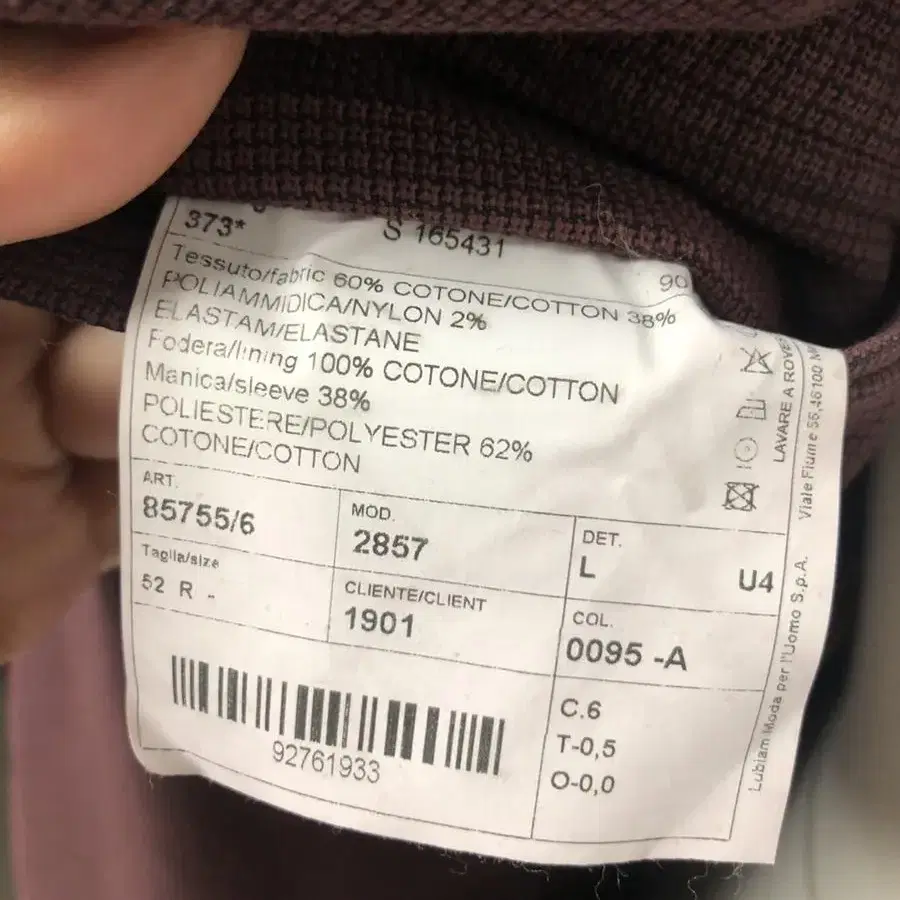 373*
S 165431
90
Tessuto/fabric 60% COTONE/COTTON 38%
POLIAMMIDICA/NYLON 2%
ELASTAM/ELASTANE
Fodera/lining 100% COTONE/COTTON
Manica/sleeve 38%
POLIESTERE/POLYESTER 62%
COTONE/COTTON
ART.
85755/6
MOD.
2857
DET.
L U4
Taglia/size
52 R -
CLIENTE/CLIENT
1901
COL.
0095 -A
92761933
C.6
T-0,5
O-0,0
LAVARE A ROVE
Lubiam Moda per l'Uomo S.p.A. Viale Fiume 55,46100